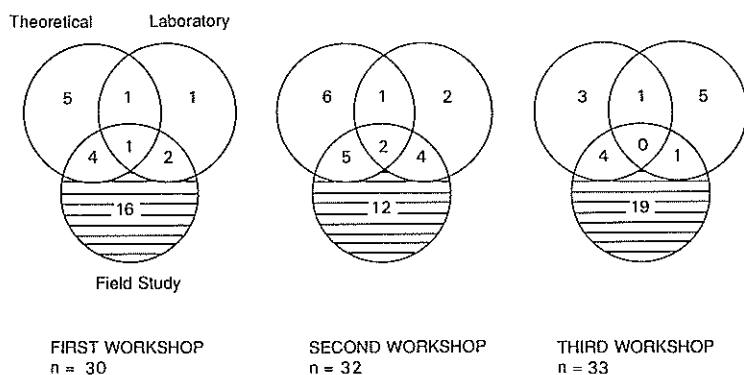 Theoretical Laboratory
5 1 1 6 1 2 3 1 5
4 1 2 5 2 4 4 0 1
16 12 19
Field Study
FIRST WORKSHOP SECOND WORKSHOP THIRD WORKSHOP
n = 30 n = 32 n = 33